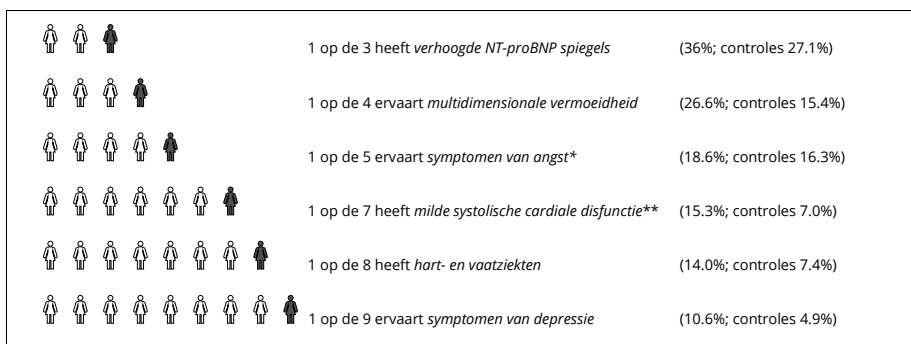 1 op de 3 heeft verhoogde NT-proBNP spiegels (36%; controles 27.1%)
1 op de 4 ervaart multidimensionale vermoeidheid (26.6%; controles 15.4%)
1 op de 5 ervaart symptomen van angst* (18.6%; controles 16.3%)
1 op de 7 heeft milde systolische cardiale disfunctie** (15.3%; controles 7.0%)
1 op de 8 heeft hart- en vaatziekten (14.0%; controles 7.4%)
1 op de 9 ervaart symptomen van depressie (10.6%; controles 4.9%)